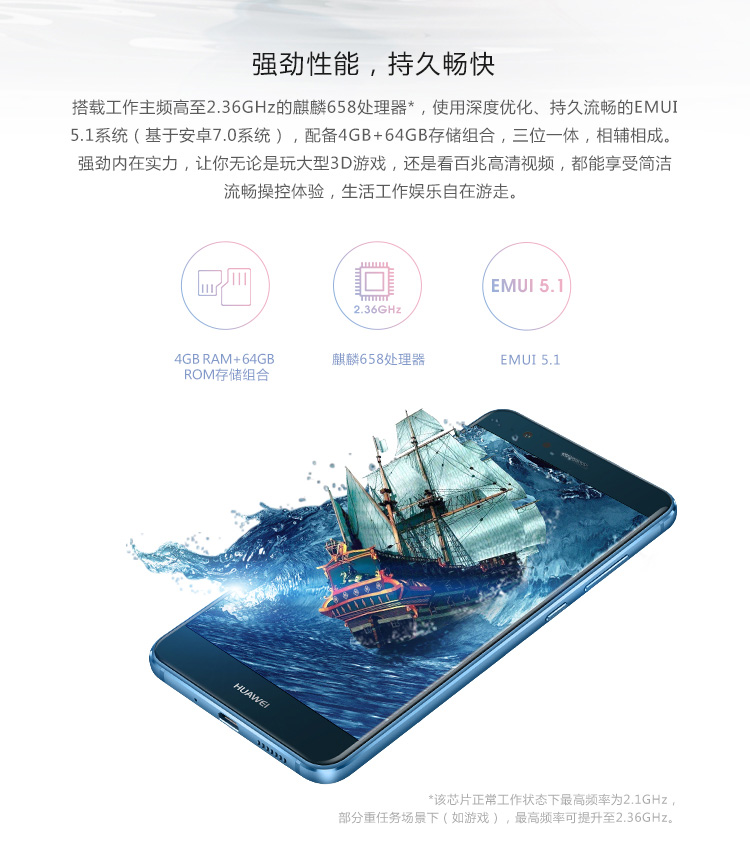 强劲性能，持久畅快
搭载工作主频高至2.36GHz的麒麟658处理器*，使用深度优化、持久流畅的EMUI
5.1系统（基于安卓7.0系统），配备4GB+64GB存储组合，三位一体，相辅相成。
强劲内在实力，让你无论是玩大型3D游戏，还是看百兆高清视频，都能享受简洁
流畅操控体验，生活工作娱乐自在游走。
2.36GHz
EMUI 5.1
4GB RAM+64GB
ROM存储组合
麒麟658处理器
EMUI 5.1
HUAWEI
*该芯片正常工作状态下最高频率为2.1GHz，
部分重任务场景下（如游戏），最高频率可提升至2.36GHz。